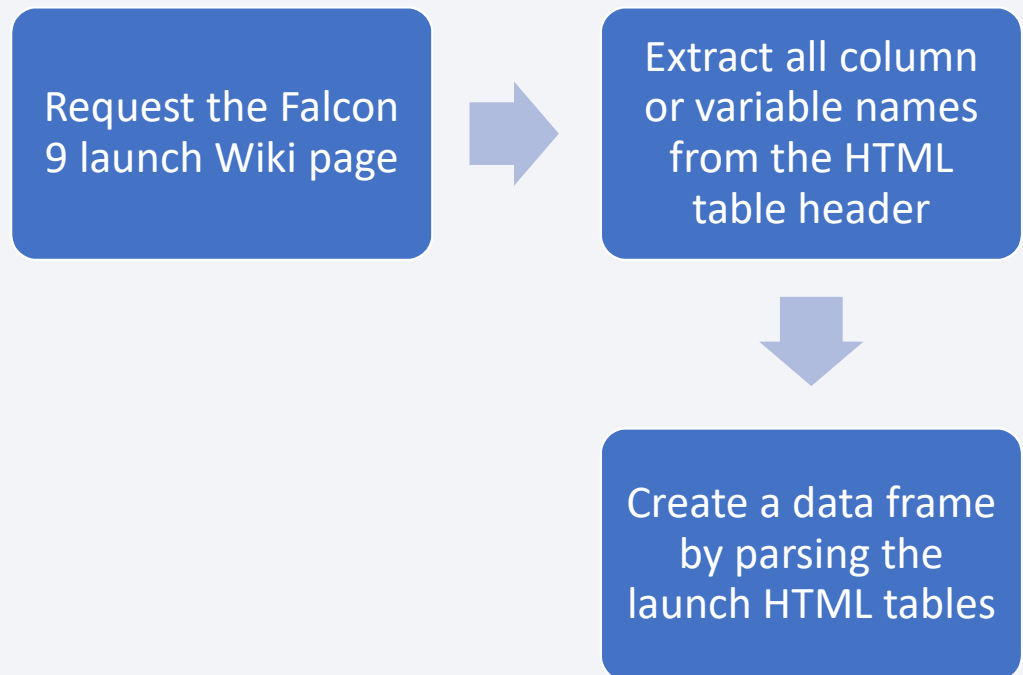 Request the Falcon
9 launch Wiki page
Extract all column
or variable names
from the HTML
table header
Create a data frame
by parsing the
launch HTML tables